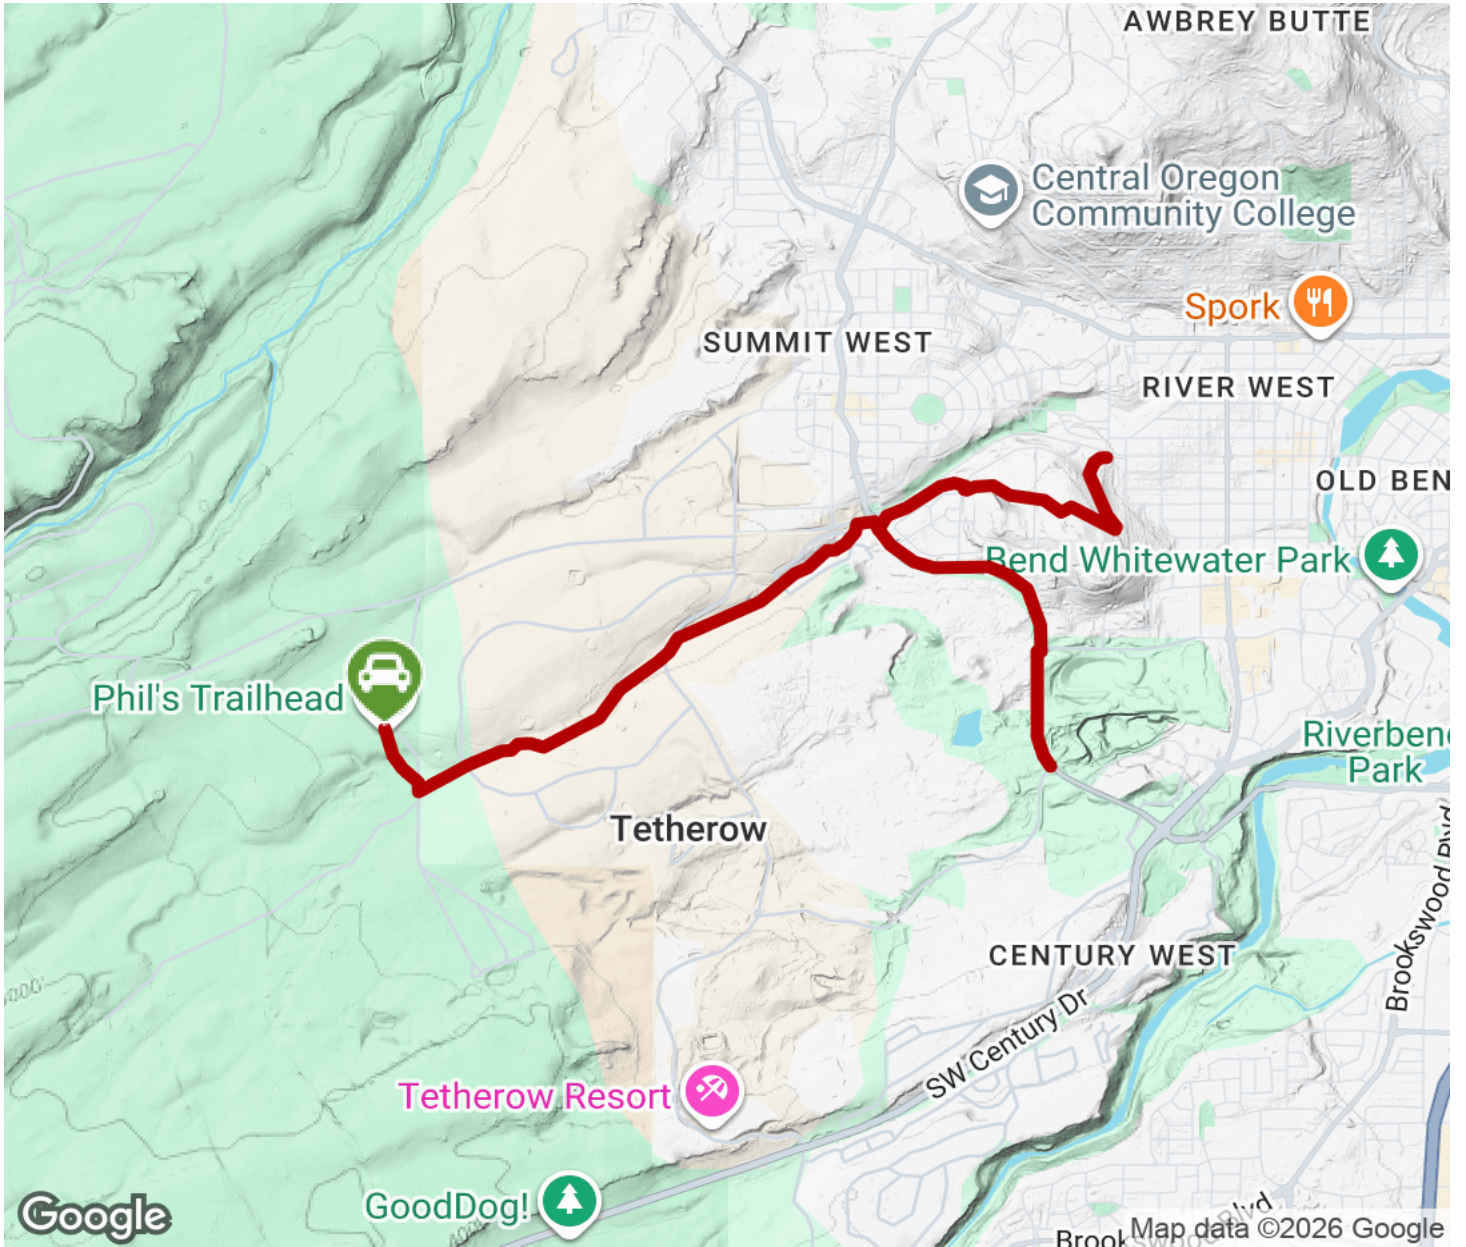 AWBREY BUTTE
Central Oregon
Community College
Spork
SUMMIT WEST
RIVER WEST
OLD BEN
Bend Whitewater Park
Phil's Trailhead
Riverbend
Park
Tetherow
Brookswood Blvd
CENTURY WEST
SW Century Dr
Tetherow Resort
GoodDog!
Google
Map data ©2026 Google